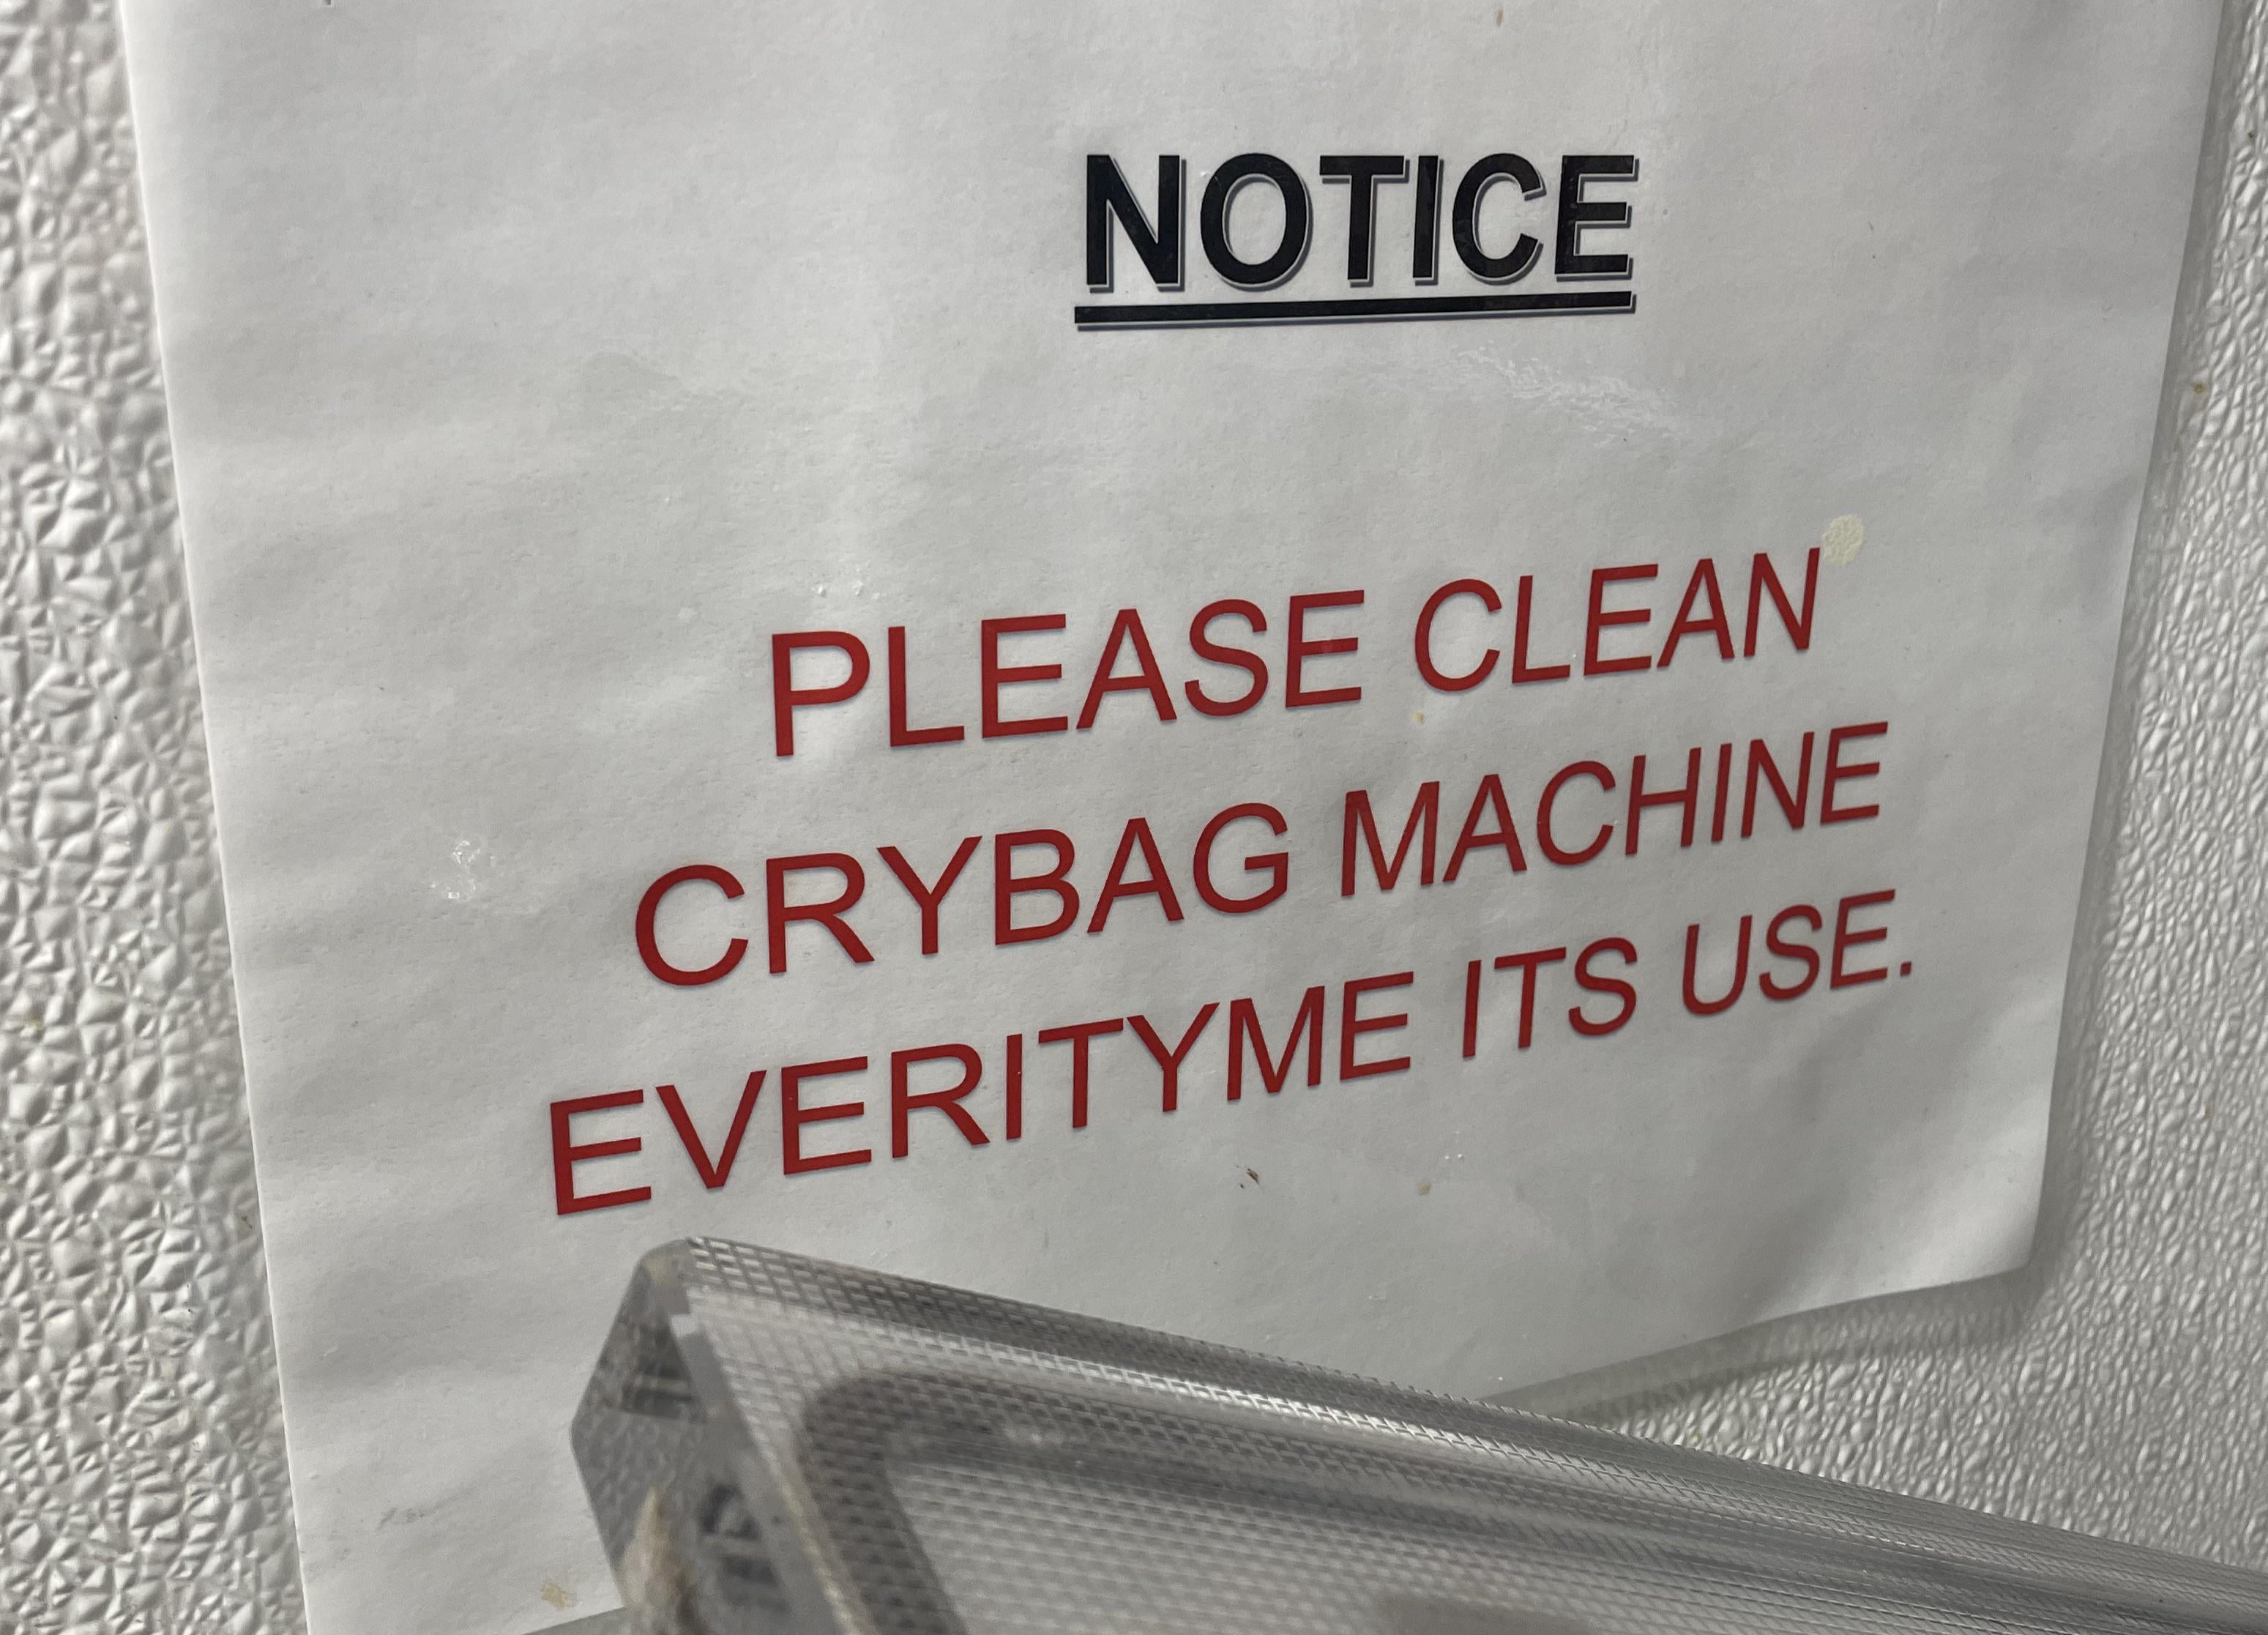 NOTICE
PLEASE CLEAN
CRYBAG MACHINE
EVERITYME ITS USE.